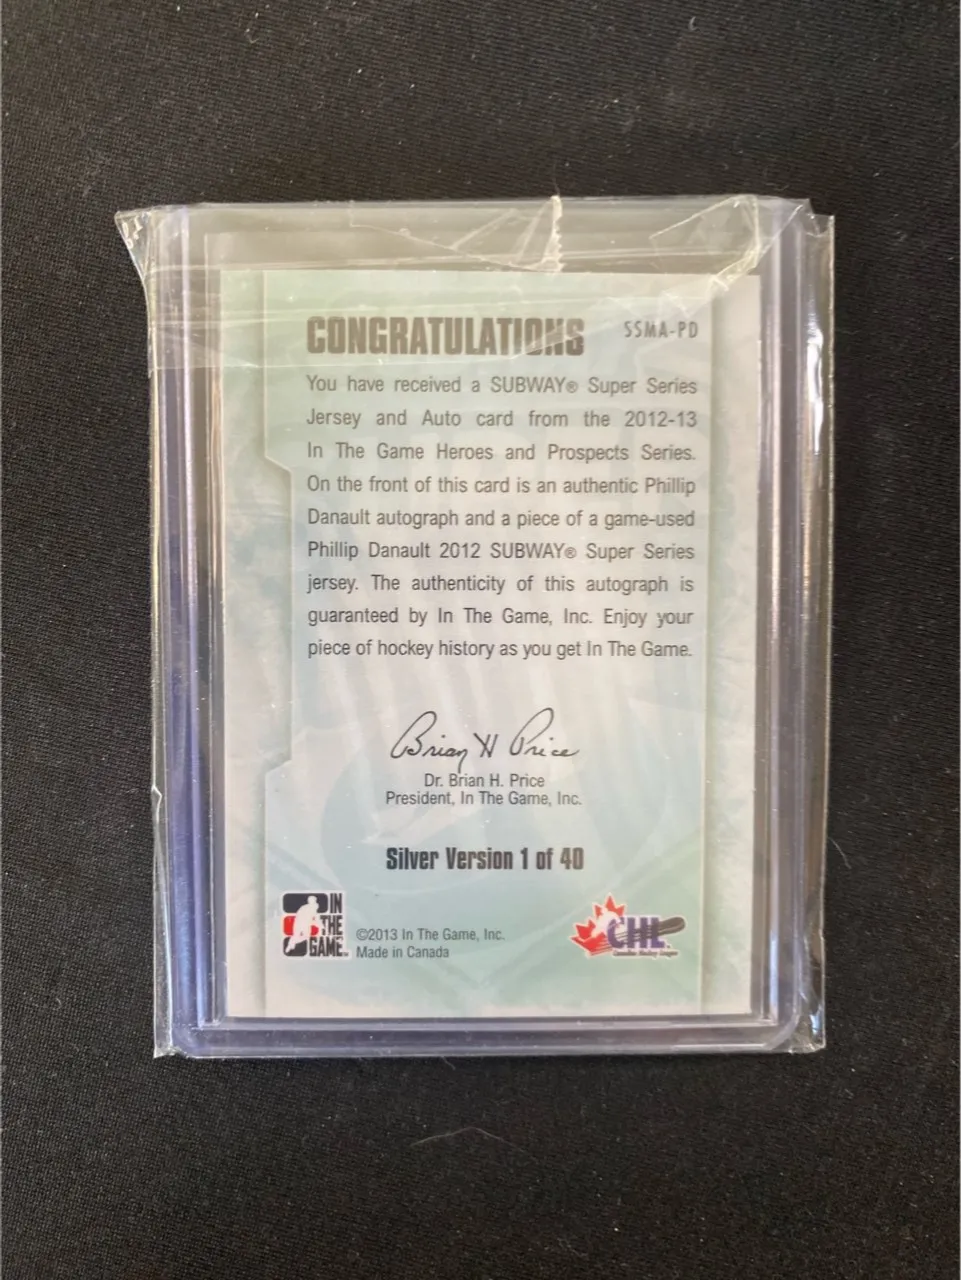 CONGRATULATIONS
SSMA-PD
You have received a SUBWAY® Super Series
Jersey and Auto card from the 2012-13
In The Game Heroes and Prospects Series.
On the front of this card is an authentic Phillip
Danault autograph and a piece of a game-used
Phillip Danault 2012 SUBWAY® Super Series
jersey. The authenticity of this autograph is
guaranteed by In The Game, Inc. Enjoy your
piece of hockey history as you get In The Game.
Brian H Price
Dr. Brian H. Price
President, In The Game, Inc.
Silver Version 1 of 40
IN
THE
GAME
©2013 In The Game, Inc.
Made in Canada
CHL
Canadian Hockey League